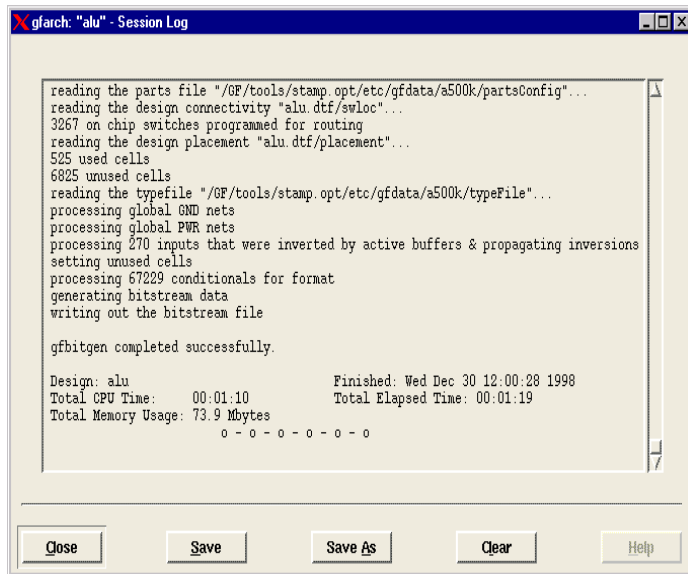 gfarch: "alu" - Session Log
reading the parts file "/GF/tools/stamp.opt/etc/gfdata/a500k/partsConfig"...
reading the design connectivity "alu.dtf/swloc"...
3267 on chip switches programmed for routing
reading the design placement "alu.dtf/placement"...
525 used cells
6825 unused cells
reading the typefile "/GF/tools/stamp.opt/etc/gfdata/a500k/typeFile"...
processing global GND nets
processing global PWR nets
processing 270 inputs that were inverted by active buffers & propagating inversions
setting unused cells
processing 67229 conditionals for format
generating bitstream data
writing out the bitstream file
gfbitgen completed successfully.
Design: alu Finished: Wed Dec 30 12:00:28 1998
Total CPU Time: 00:01:10 Total Elapsed Time: 00:01:19
Total Memory Usage: 73.9 Mbytes
o - o - o - o - o - o
Close Save Save As Clear Help